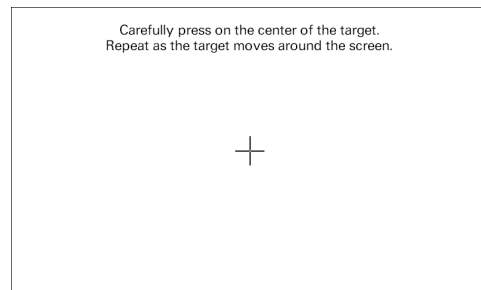 Carefully press on the center of the target.
Repeat as the target moves around the screen.